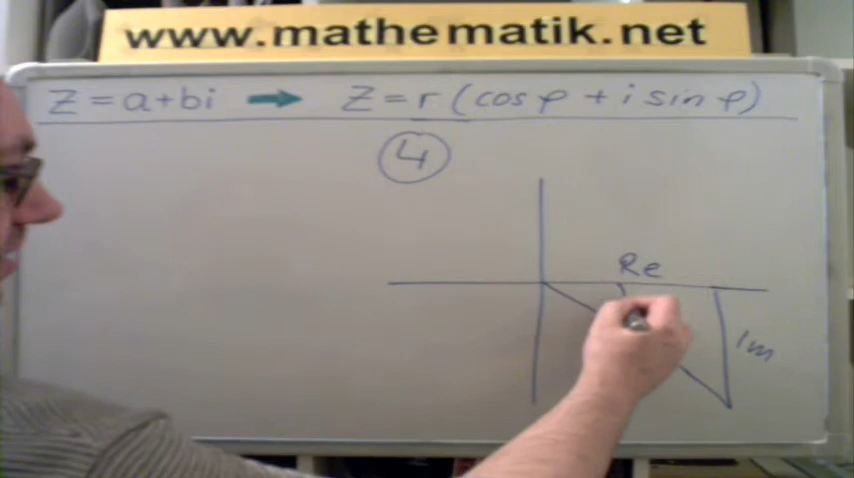 www.mathematik.net
Z = a + bi → Z = r (cos φ + i sin φ)
4
Re
Im